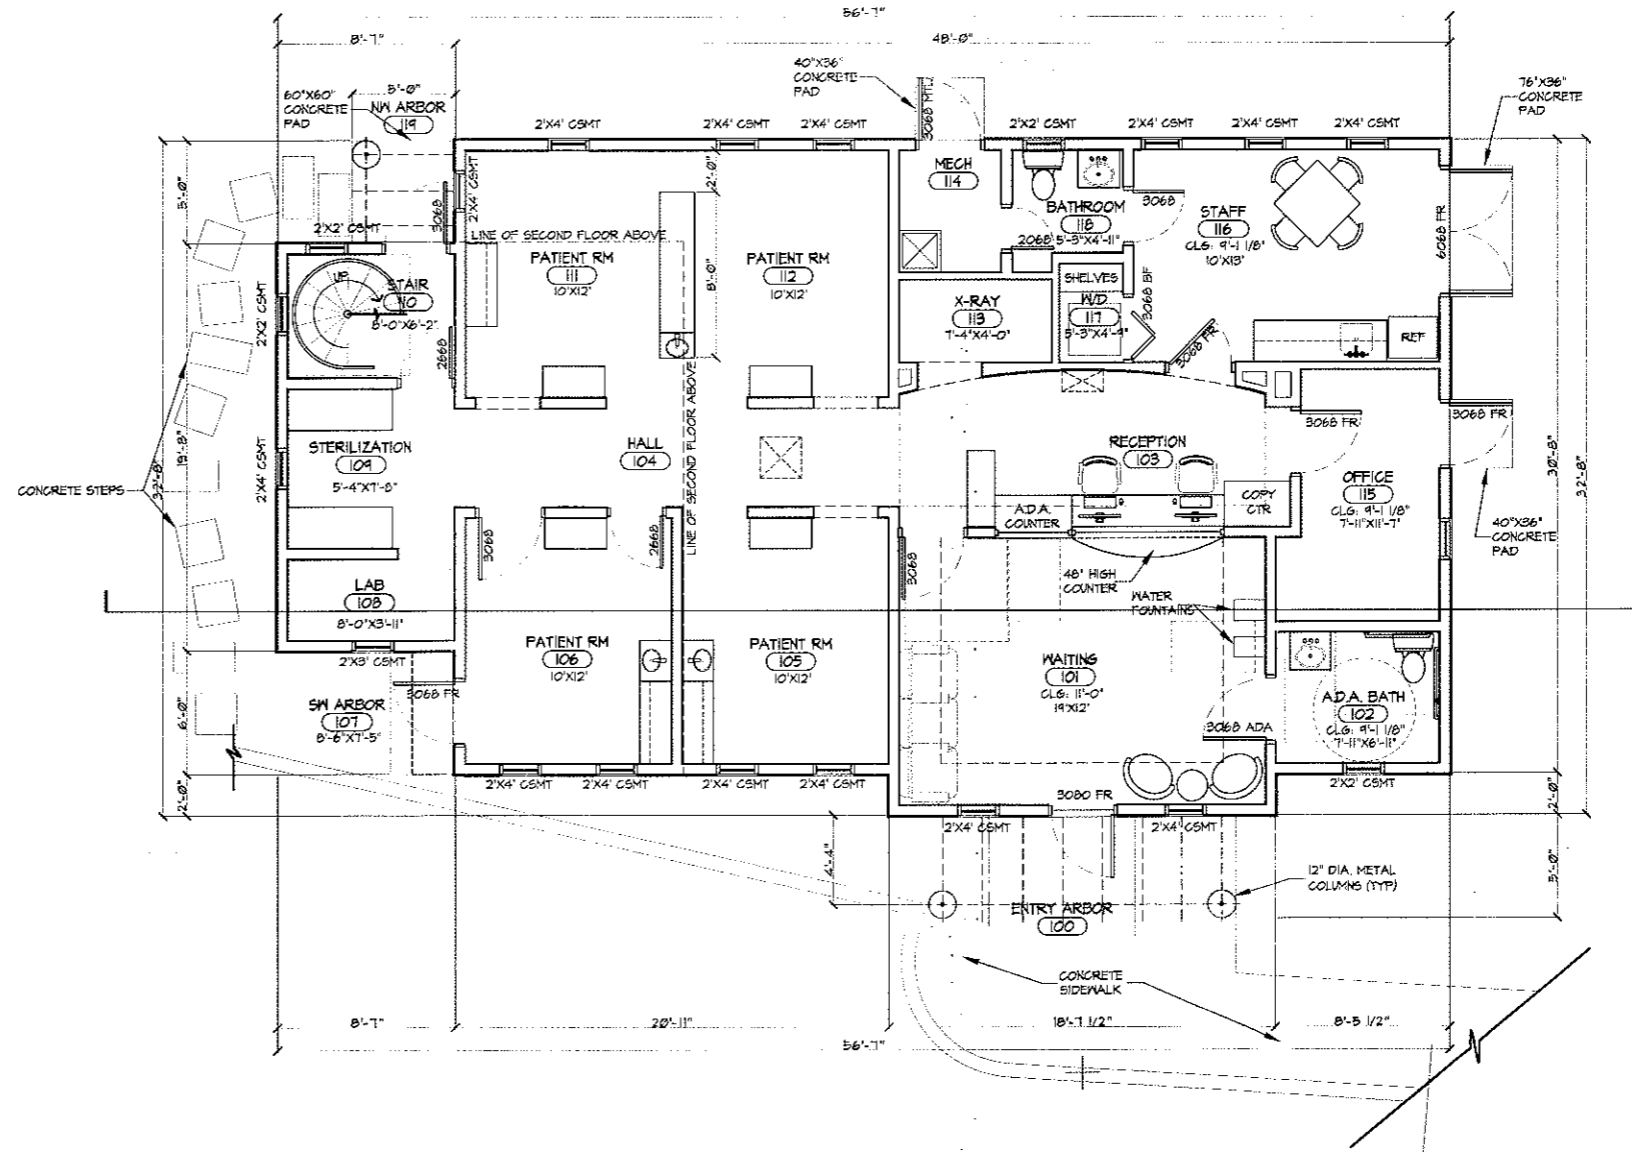 56'-7"
8'-7"
48'-0"
40"X36"
CONCRETE
PAD
76"X36"
CONCRETE
PAD
60"X60"
CONCRETE
PAD
5'-0"
NW ARBOR
119
2'X4' CSMT
2'X4' CSMT
2'X4' CSMT
3068 MTL
2'X2' CSMT
2'X4' CSMT
2'X4' CSMT
2'X4' CSMT
5'-0"
2'X2' CSMT
3068
2'X4' CSMT
2'-0"
MECH
114
BATHROOM
118
5'-3"X4'-11"
2068
3068
STAFF
116
CLG: 9'-1 1/8"
10'X13'
6068 FR
LINE OF SECOND FLOOR ABOVE
PATIENT RM
111
10'X12'
PATIENT RM
112
10'X12'
8'-0"
UP
STAIR
110
8'-0"X6'-2"
2'X2' CSMT
2668
X-RAY
113
7'-4"X4'-0"
SHELVES
W/D
117
5'-3"X4'-9"
3068 BF
3068 FR
REF
LINE OF SECOND FLOOR ABOVE
STERILIZATION
109
5'-4"X7'-8"
2'X4' CSMT
CONCRETE STEPS
32'-8"
19'-8"
HALL
104
RECEPTION
103
A.D.A.
COUNTER
COPY
CTR
3068 FR
3068 FR
OFFICE
115
CLG: 9'-1 1/8"
7'-11"X11'-7"
40"X36"
CONCRETE
PAD
30'-8"
32'-8"
3068
2668
3068
48" HIGH
COUNTER
WATER
FOUNTAINS
LAB
108
8'-0"X3'-11"
2'X3' CSMT
PATIENT RM
106
10'X12'
PATIENT RM
105
10'X12'
WAITING
101
CLG: 11'-0"
19'X12'
3068 ADA
A.D.A. BATH
102
CLG: 9'-1 1/8"
7'-11"X6'-11"
3068 FR
SW ARBOR
107
8'-6"X7'-5"
6'-0"
2'-0"
2'X4' CSMT
2'X4' CSMT
2'X4' CSMT
2'X4' CSMT
3080 FR
2'X2' CSMT
2'-0"
2'X4' CSMT
2'X4' CSMT
4'-4"
5'-0"
12" DIA. METAL
COLUMNS (TYP)
ENTRY ARBOR
100
CONCRETE
SIDEWALK
8'-7"
20'-11"
18'-7 1/2"
8'-5 1/2"
56'-7"